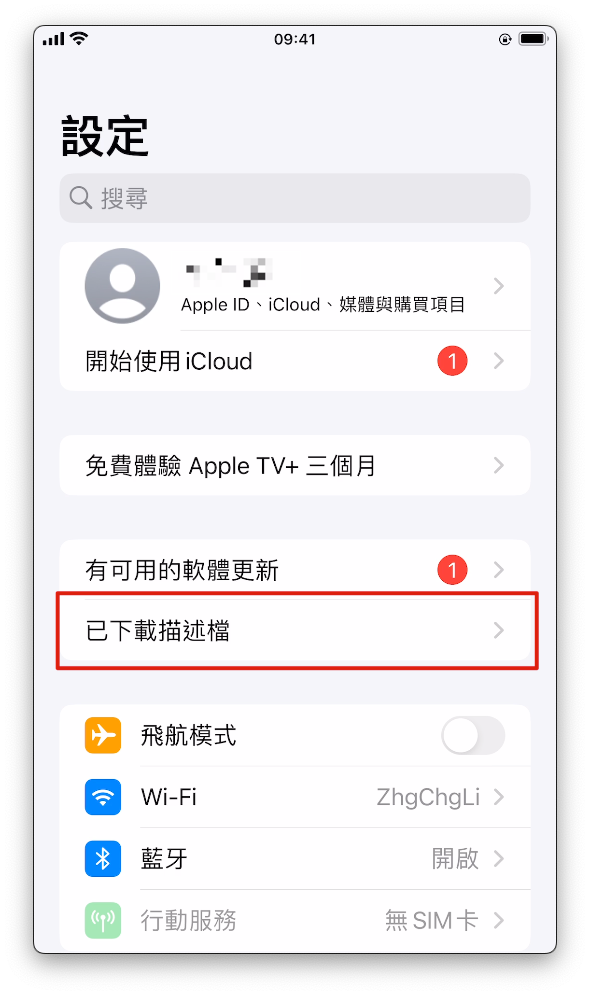 09:41
設定
搜尋
Apple ID、iCloud、媒體與購買項目
開始使用 iCloud
1
免費體驗 Apple TV+ 三個月
有可用的軟體更新
1
已下載描述檔
飛航模式
Wi-Fi
ZhgChgLi
藍牙
開啟
行動服務
無 SIM 卡